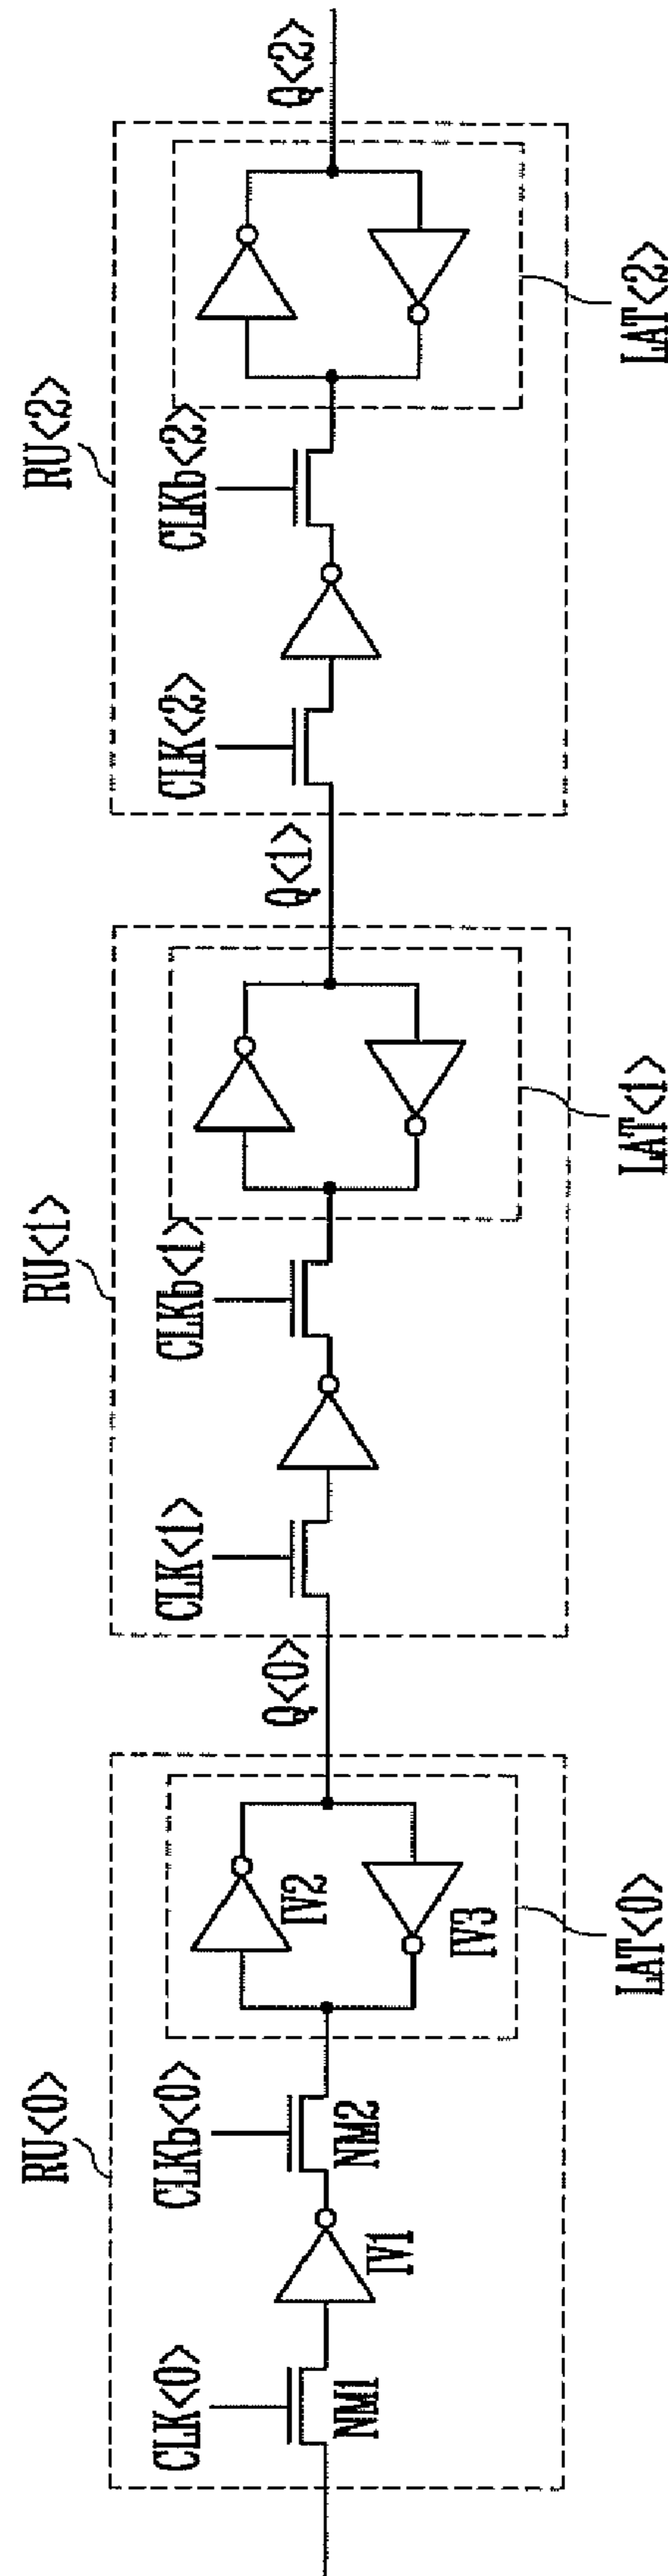 RU<0>
CLK<0>
CLKb<0>
NM1
IV1
NM2
IV2
IV3
LAT<0>
Q<0>
RU<1>
CLK<1>
CLKb<1>
LAT<1>
Q<1>
RU<2>
CLK<2>
CLKb<2>
LAT<2>
Q<2>